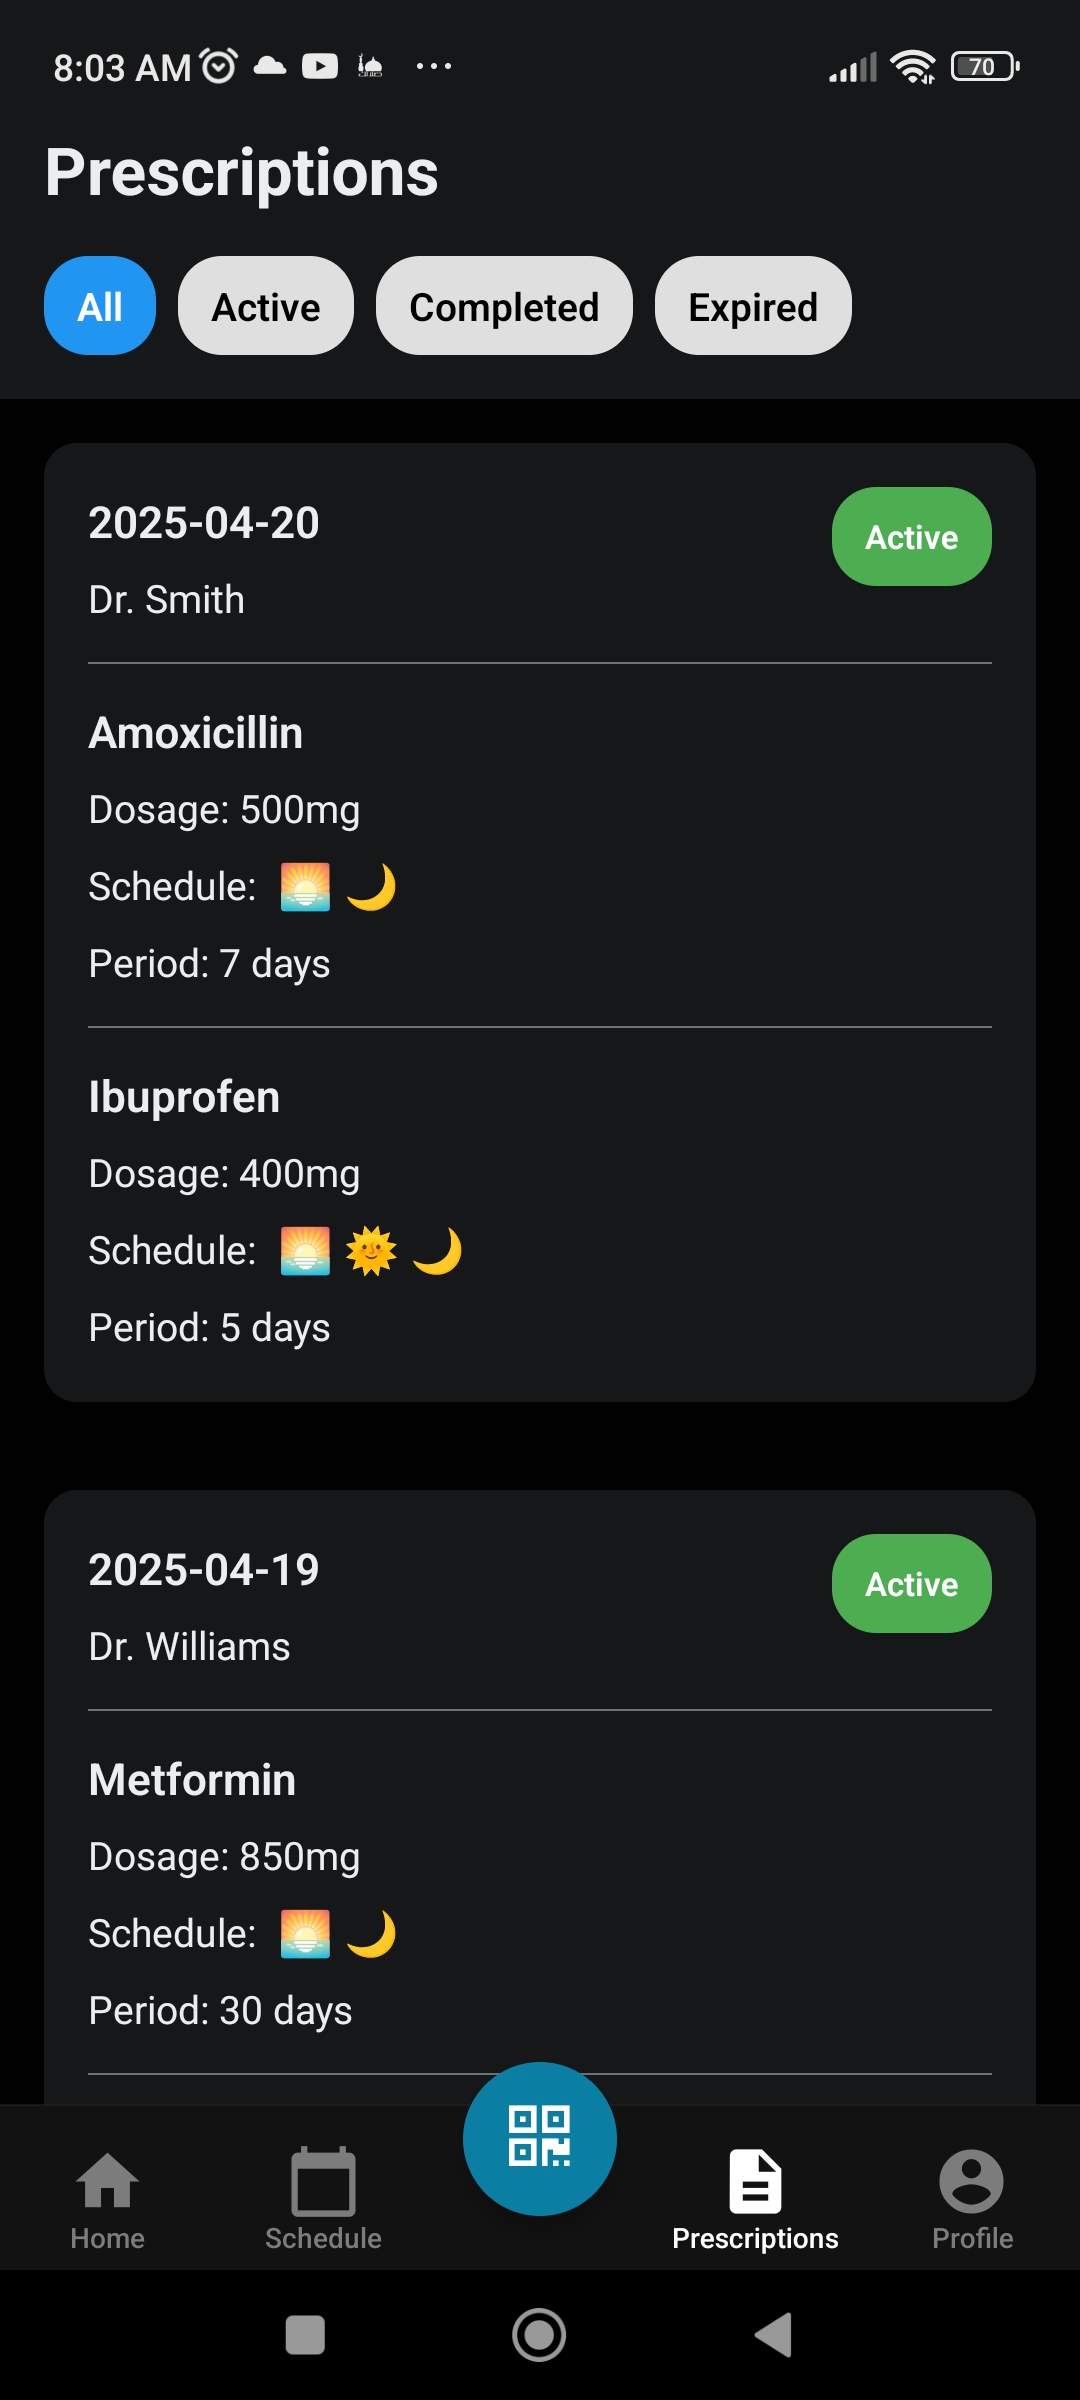 8:03 AM
70
Prescriptions
All
Active
Completed
Expired
2025-04-20
Active
Dr. Smith
Amoxicillin
Dosage: 500mg
Schedule: 🌅 🌙
Period: 7 days
Ibuprofen
Dosage: 400mg
Schedule: 🌅 🌞 🌙
Period: 5 days
2025-04-19
Active
Dr. Williams
Metformin
Dosage: 850mg
Schedule: 🌅 🌙
Period: 30 days
Home
Schedule
Prescriptions
Profile